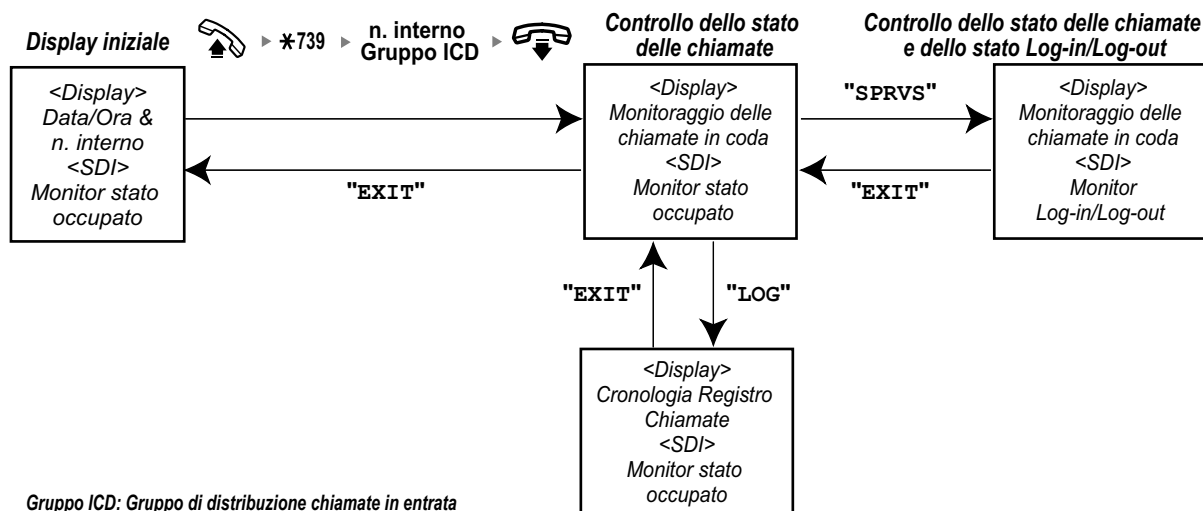 Display iniziale
✳739
n. interno
Gruppo ICD
Controllo dello stato
delle chiamate
Controllo dello stato delle chiamate
e dello stato Log-in/Log-out
<Display>
Data/Ora &
n. interno
<SDI>
Monitor stato
occupato
"EXIT"
<Display>
Monitoraggio delle
chiamate in coda
<SDI>
Monitor stato
occupato
"SPRVS"
"EXIT"
<Display>
Monitoraggio delle
chiamate in coda
<SDI>
Monitor
Log-in/Log-out
"EXIT"
"LOG"
<Display>
Cronologia Registro
Chiamate
<SDI>
Monitor stato
occupato
Gruppo ICD: Gruppo di distribuzione chiamate in entrata